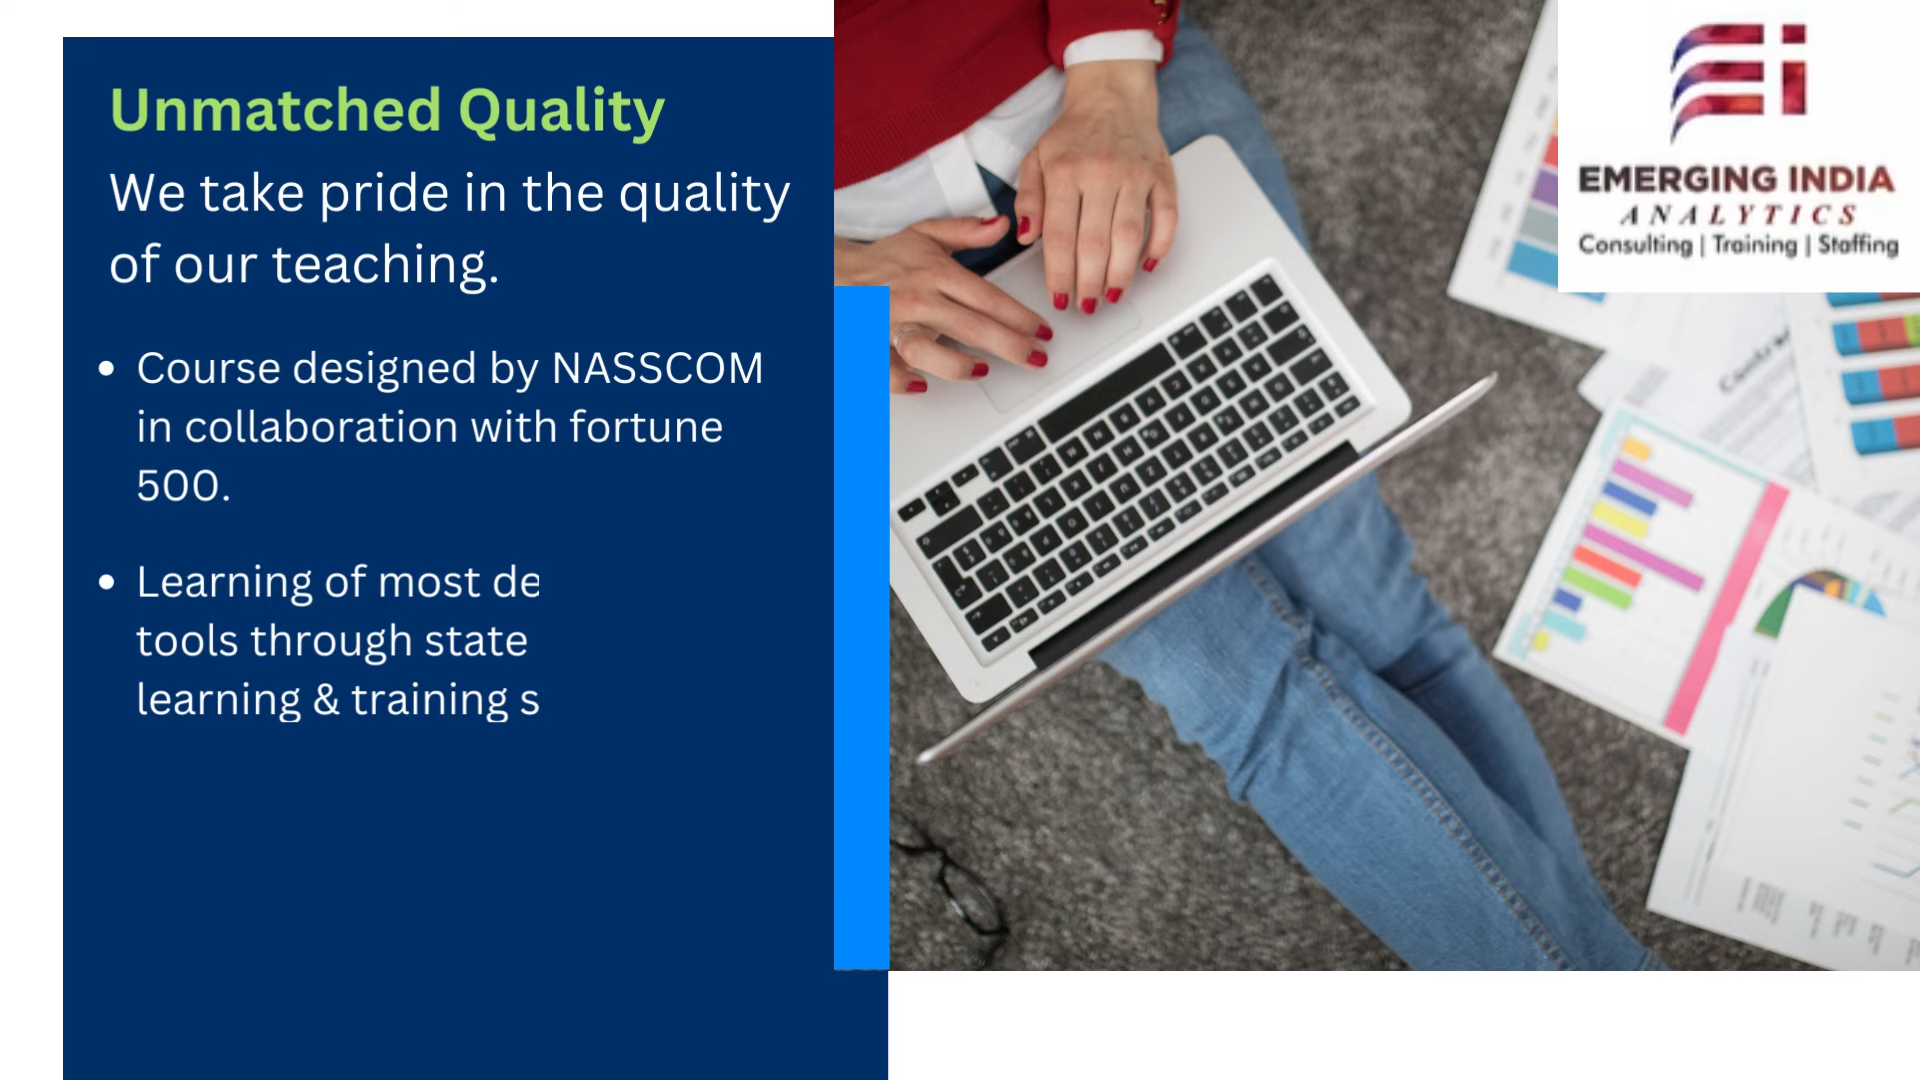 Unmatched Quality
We take pride in the quality
of our teaching.
• Course designed by NASSCOM
in collaboration with fortune
500.
• Learning of most
tools through state
learning & training
EMERGING INDIA
ANALYTICS
Consulting | Training | Staffing